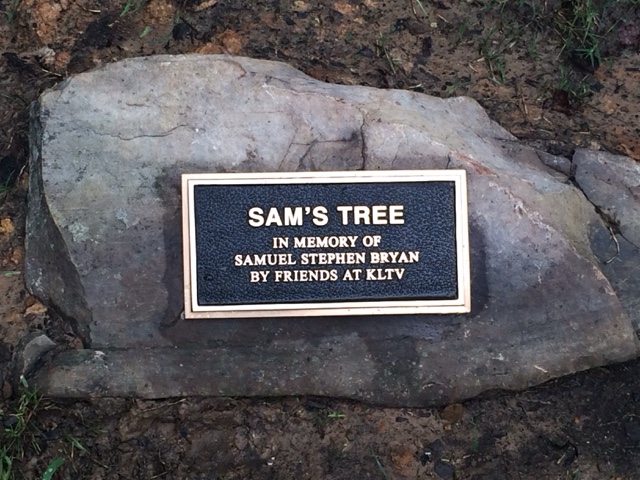 SAM'S TREE
IN MEMORY OF
SAMUEL STEPHEN BRYAN
BY FRIENDS AT KLTV